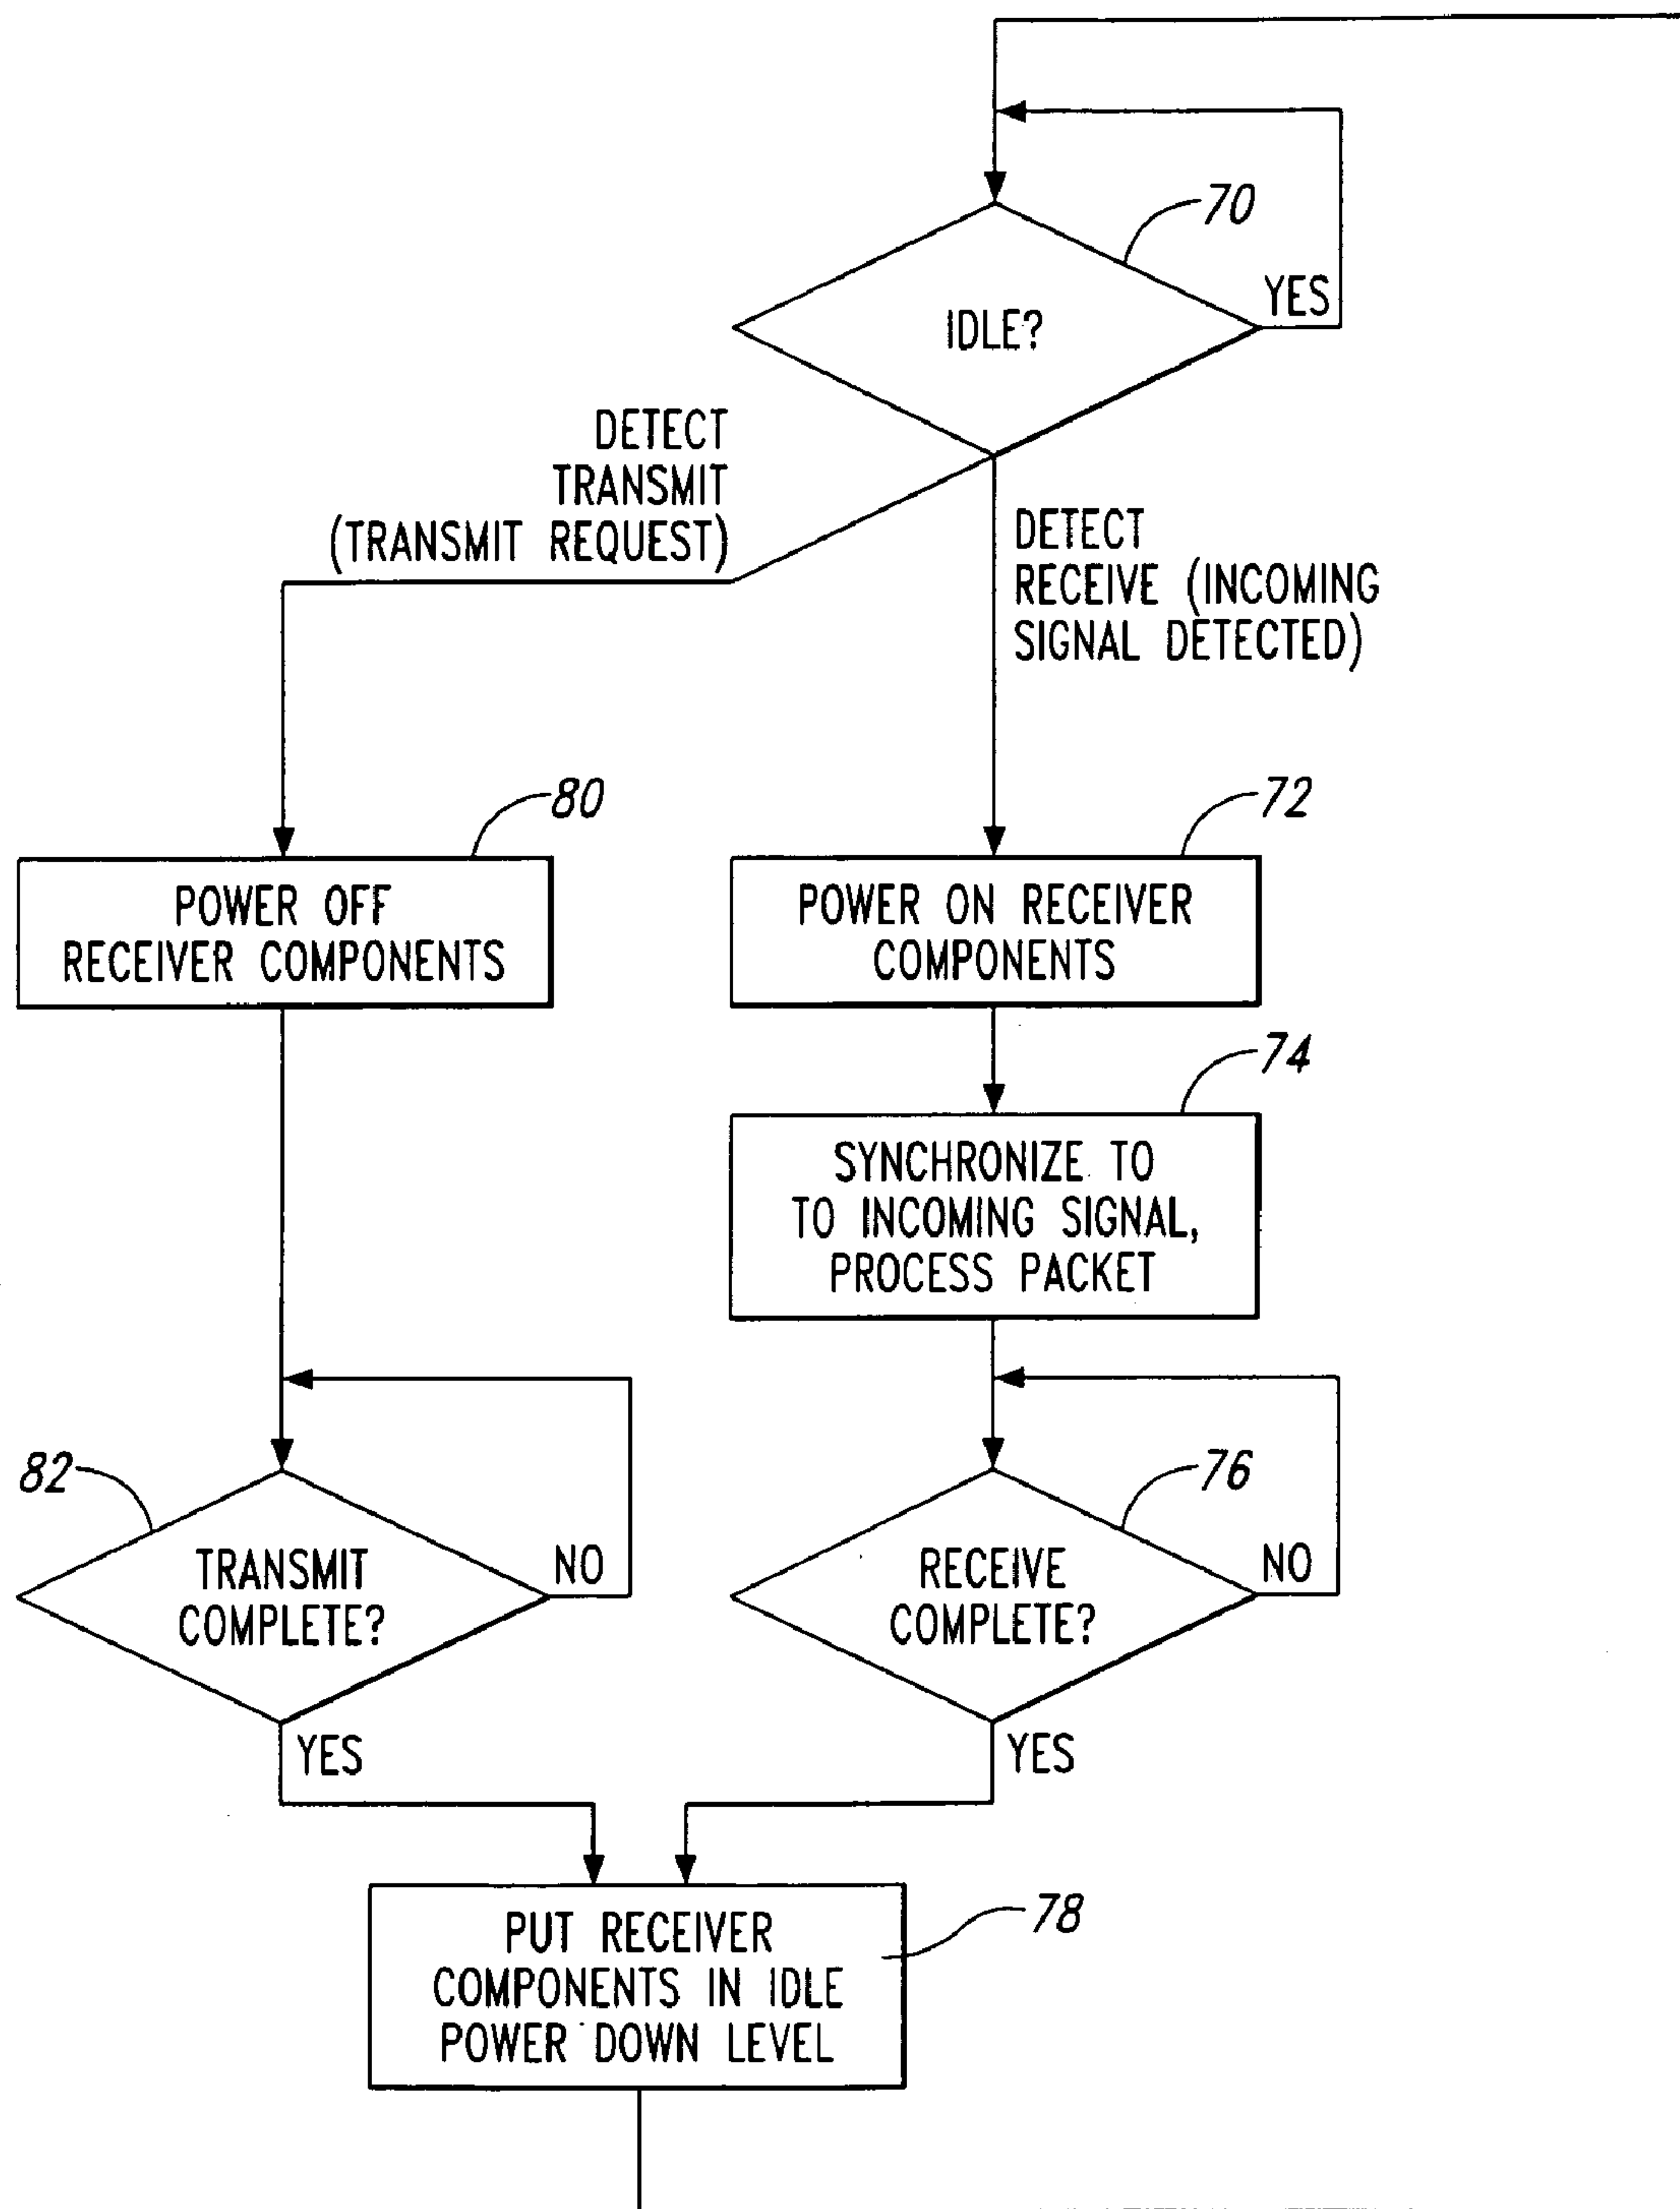 70
YES
IDLE?
DETECT
TRANSMIT
(TRANSMIT REQUEST)
DETECT
RECEIVE (INCOMING
SIGNAL DETECTED)
80
POWER OFF
RECEIVER COMPONENTS
72
POWER ON RECEIVER
COMPONENTS
74
SYNCHRONIZE TO
TO INCOMING SIGNAL,
PROCESS PACKET
82
TRANSMIT
COMPLETE?
NO
YES
76
RECEIVE
COMPLETE?
NO
YES
PUT RECEIVER
COMPONENTS IN IDLE
POWER DOWN LEVEL
78